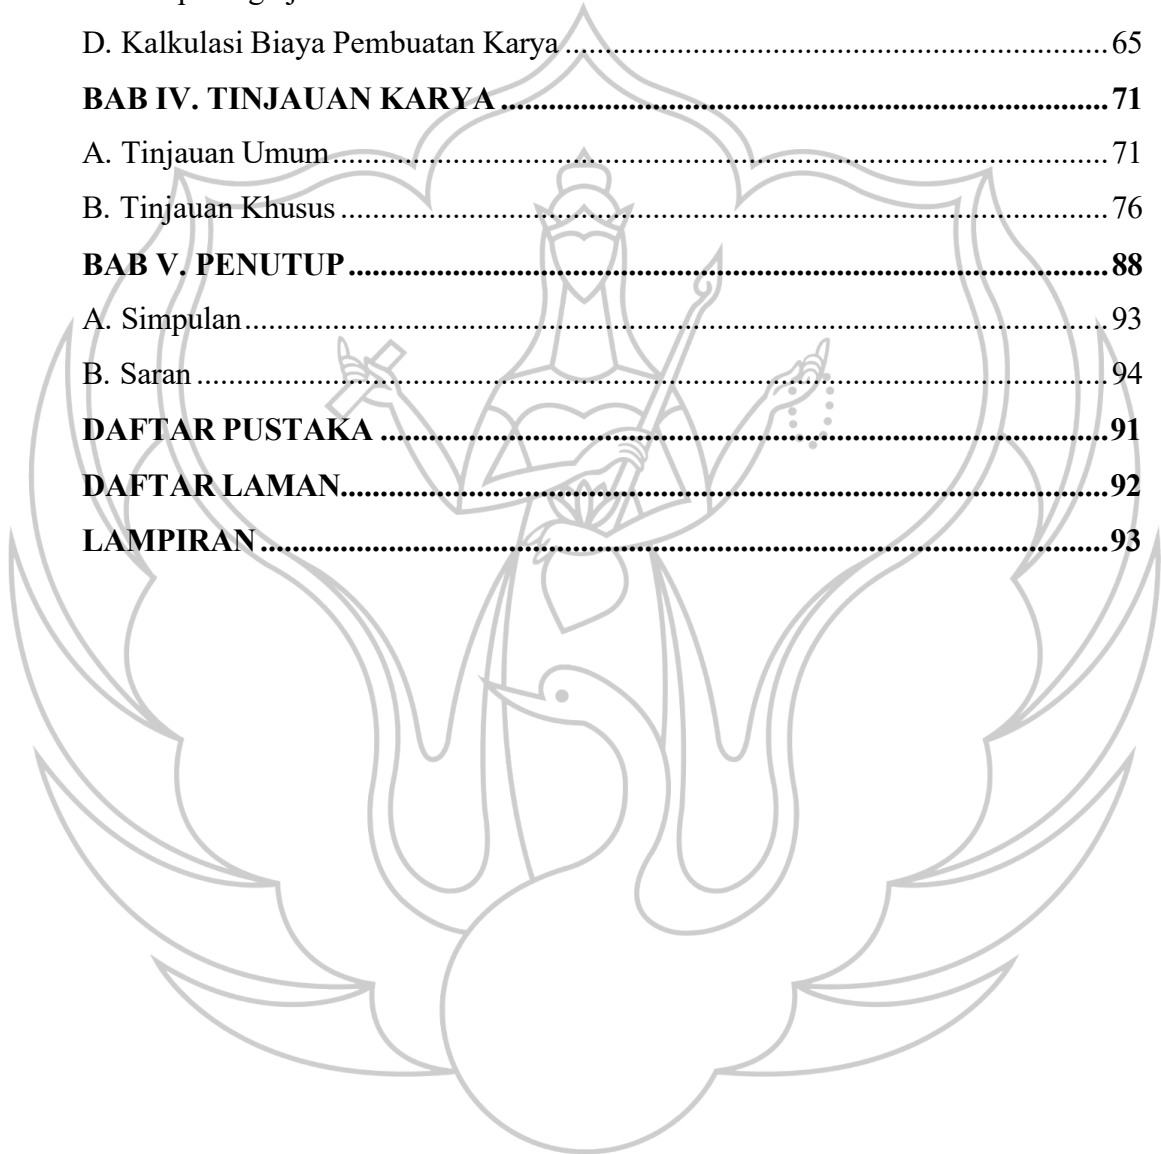 D. Kalkulasi Biaya Pembuatan Karya ..................................................................... 65
BAB IV. TINJAUAN KARYA ............................................................................. 71
A. Tinjauan Umum .................................................................................................. 71
B. Tinjauan Khusus ................................................................................................. 76
BAB V. PENUTUP ................................................................................................ 88
A. Simpulan ............................................................................................................. 93
B. Saran ................................................................................................................... 94
DAFTAR PUSTAKA ............................................................................................ 91
DAFTAR LAMAN ................................................................................................. 92
LAMPIRAN ........................................................................................................... 93